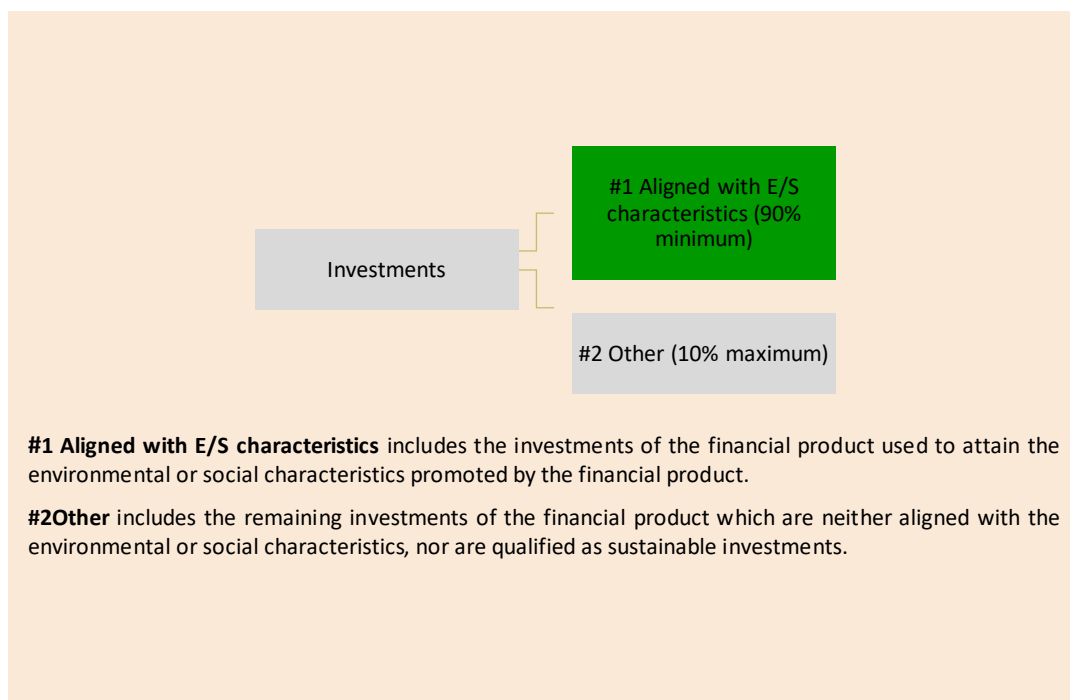 #1 Aligned with E/S
characteristics (90%
minimum)
Investments
#2 Other (10% maximum)
#1 Aligned with E/S characteristics includes the investments of the financial product used to attain the
environmental or social characteristics promoted by the financial product.
#2Other includes the remaining investments of the financial product which are neither aligned with the
environmental or social characteristics, nor are qualified as sustainable investments.